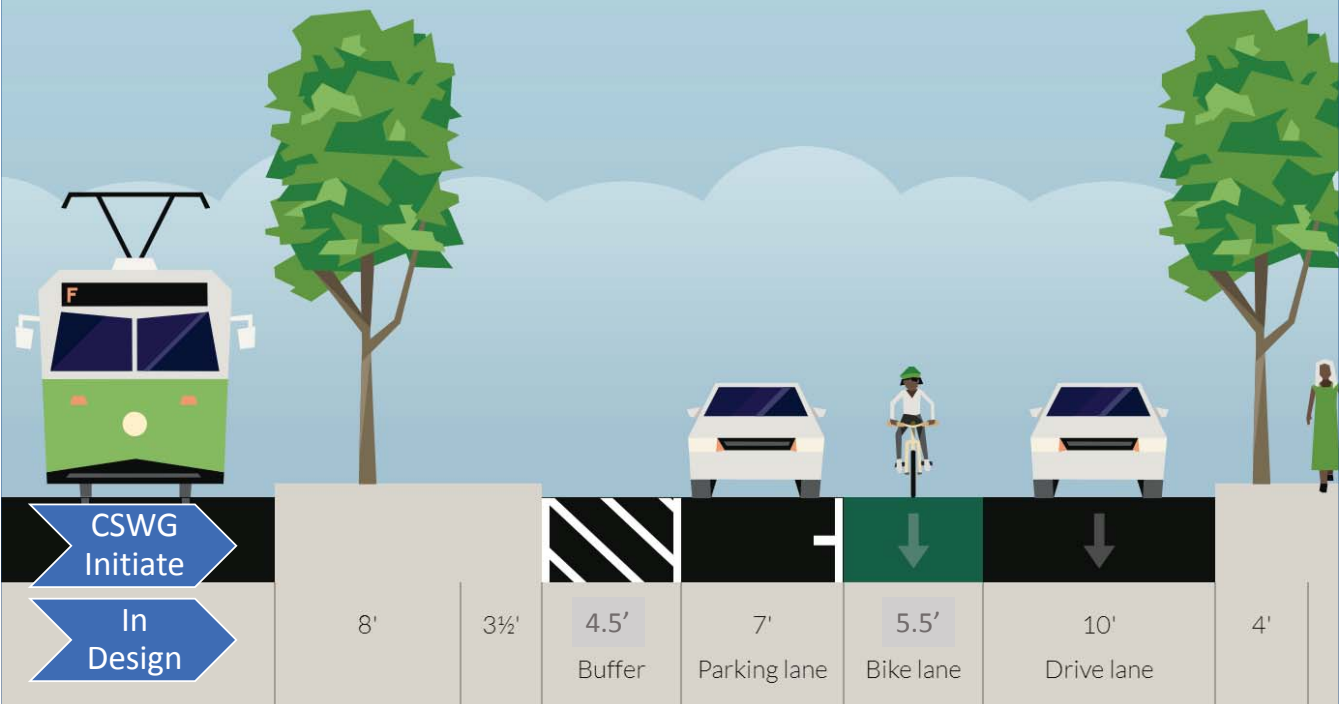 F
CSWG
Initiate
In
Design
8'
3½'
4.5’
7'
5.5’
10'
4'
Buffer
Parking lane
Bike lane
Drive lane